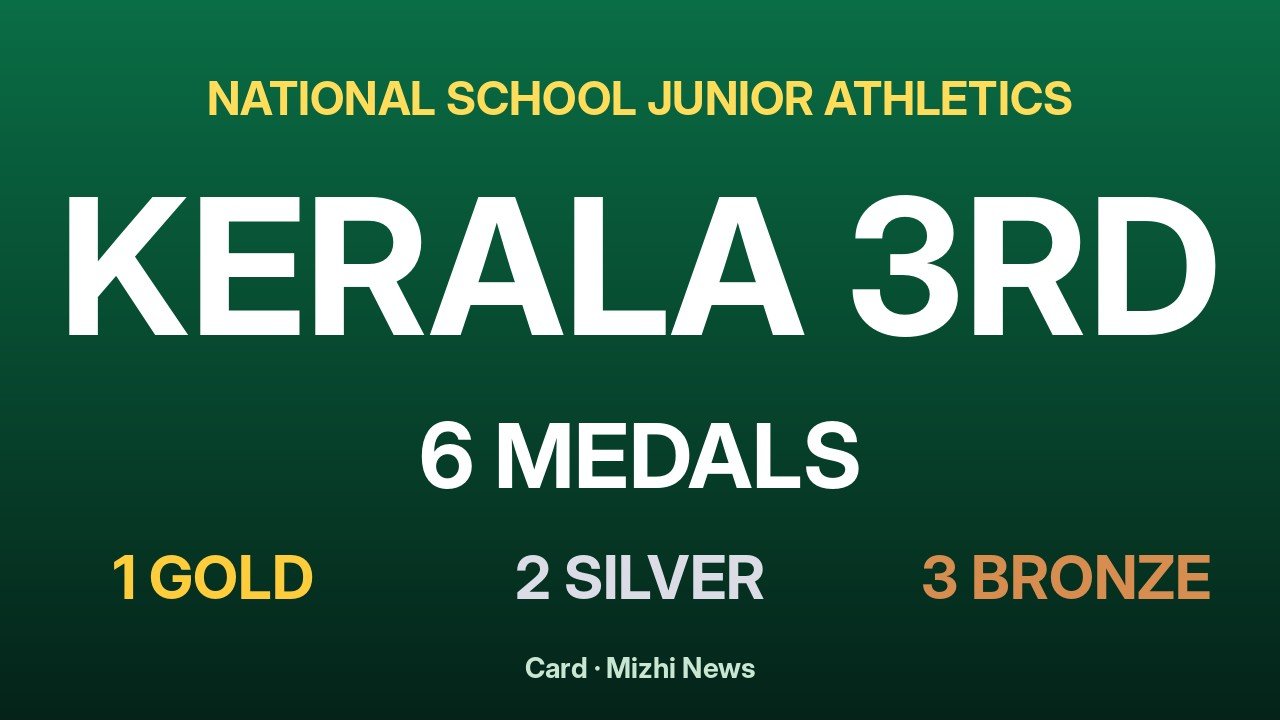 NATIONAL SCHOOL JUNIOR ATHLETICS
KERALA 3RD
6 MEDALS
1 GOLD 2 SILVER 3 BRONZE
Card · Mizhi News